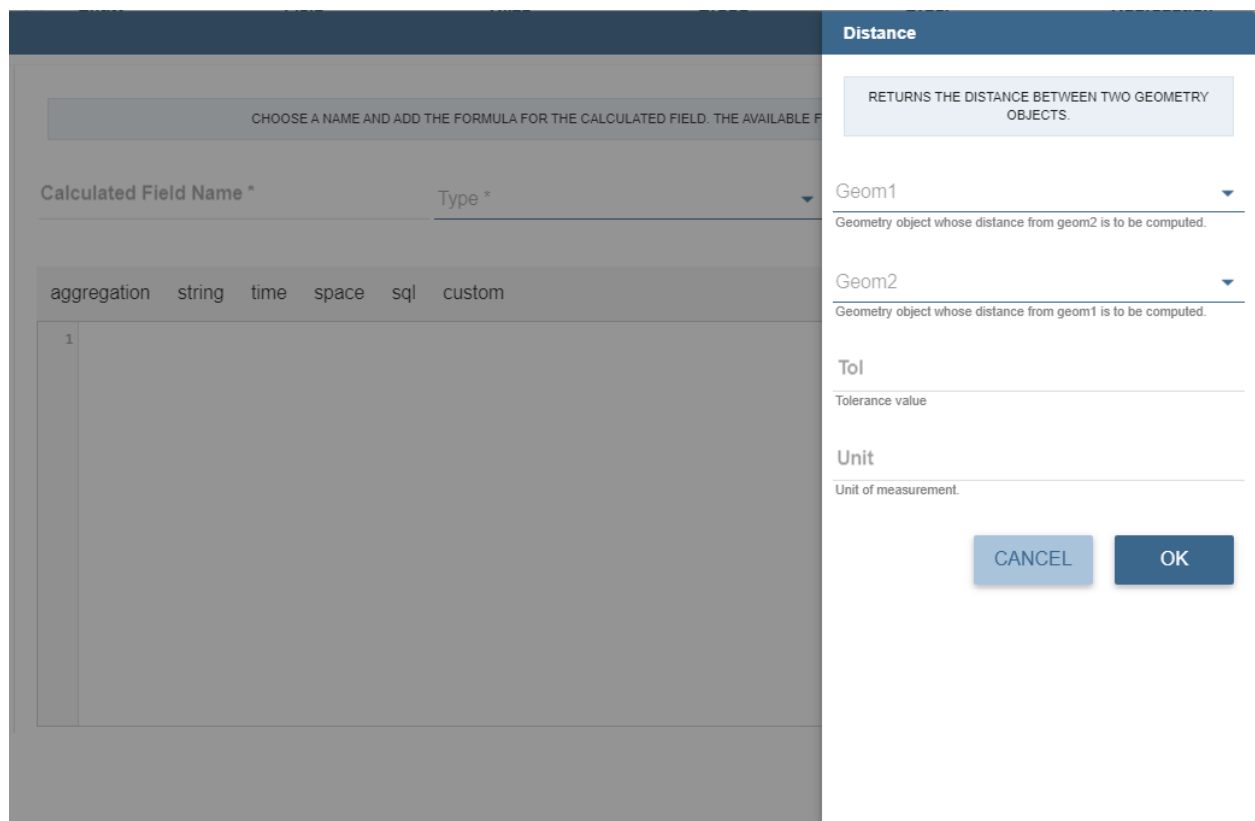 Distance
RETURNS THE DISTANCE BETWEEN TWO GEOMETRY
OBJECTS.
CHOOSE A NAME AND ADD THE FORMULA FOR THE CALCULATED FIELD. THE AVAILABLE F
Calculated Field Name *
Type *
Geom1
Geometry object whose distance from geom2 is to be computed.
aggregation string time space sql custom
Geom2
Geometry object whose distance from geom1 is to be computed.
1
Tol
Tolerance value
Unit
Unit of measurement.
CANCEL OK